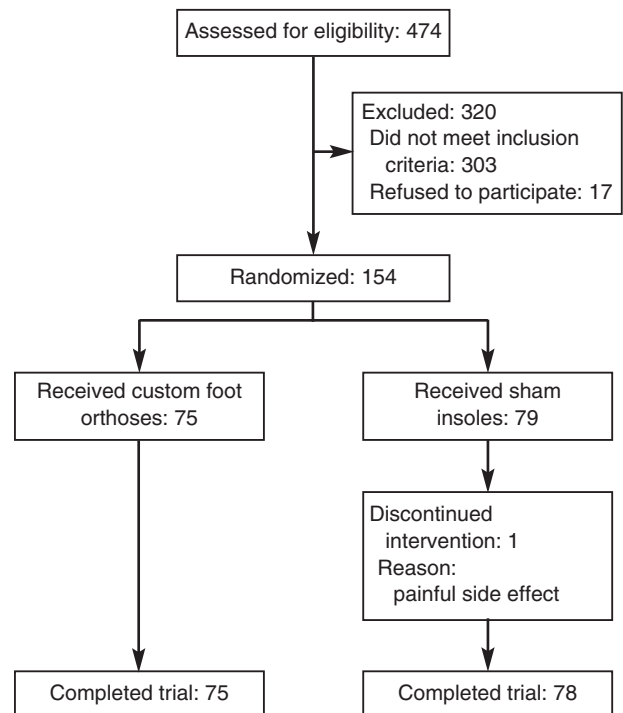 Assessed for eligibility: 474
Excluded: 320
Did not meet inclusion
criteria: 303
Refused to participate: 17
Randomized: 154
Received custom foot
orthoses: 75
Received sham
insoles: 79
Discontinued
intervention: 1
Reason:
painful side effect
Completed trial: 75
Completed trial: 78